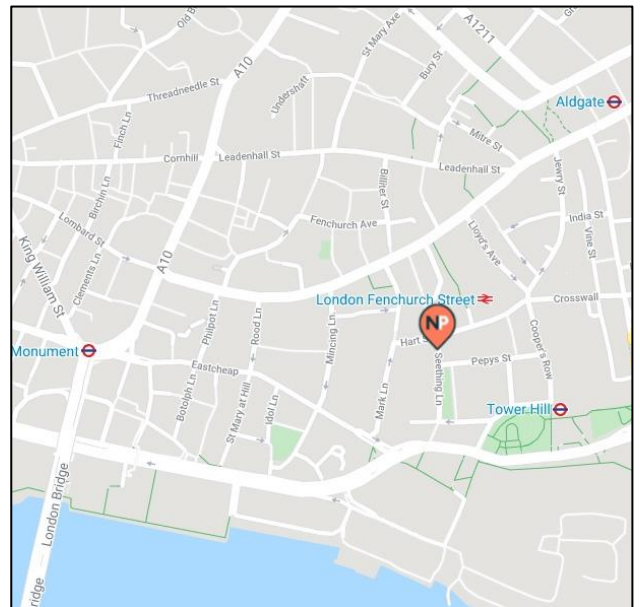 Old B
A10
St Mary Axe
A1211
Threadneedle St
Undershaft
Bury St
Aldgate
Finch Ln
Mitre St
Cornhill
Leadenhall St
Leadenhall St
Jewry St
Birchin Ln
Billiter St
Lombard St
Fenchurch Ave
Lloyd's Ave
India St
Vine St
King William St
Clements Ln
A10
London Fenchurch Street
Crosswall
Philpot Ln
Rood Ln
Mincing Ln
NP
Hart S
Cooper's Row
Monument
Eastcheap
Seething Ln
Pepys St
Botolph Ln
St Mary at Hill
Idol Ln
Mark Ln
Tower Hill
London Bridge
ridge